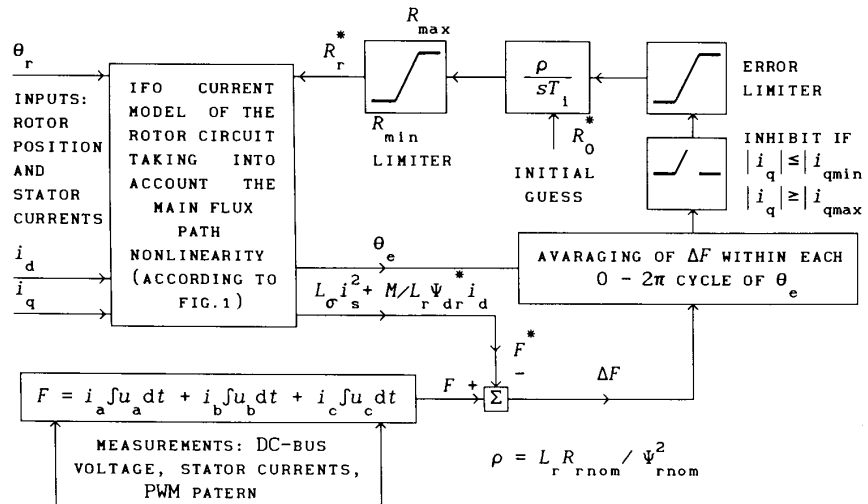 θ_r
INPUTS:
ROTOR
POSITION
AND
STATOR
CURRENTS
i_d
i_q
IFO CURRENT
MODEL OF THE
ROTOR CIRCUIT
TAKING INTO
ACCOUNT THE
MAIN FLUX
PATH
NONLINEARITY
(ACCORDING TO
FIG.1)
R_r^*
R_max
R_min
LIMITER
ρ
sT_i
R_0^*
INITIAL
GUESS
ERROR
LIMITER
INHIBIT IF
|i_q| ≤ |i_qmin|
|i_q| ≥ |i_qmax|
θ_e
AVARAGING OF ΔF WITHIN EACH
0 - 2π CYCLE OF θ_e
L_σ i_s^2 + M/L_r Ψ_dr^* i_d
F^*
-
F = i_a ∫u_a dt + i_b ∫u_b dt + i_c ∫u_c dt
F +
Σ
ΔF
MEASUREMENTS: DC-BUS
VOLTAGE, STATOR CURRENTS,
PWM PATERN
ρ = L_r R_rnom / Ψ_rnom^2